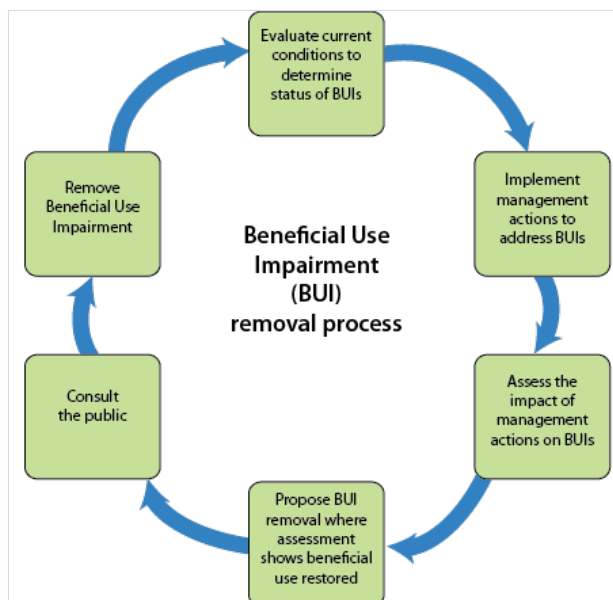 Evaluate current
conditions to
determine
status of BUIs
Implement
management
actions to
address BUIs
Assess the
impact of
management
actions on BUIs
Propose BUI
removal where
assessment
shows beneficial
use restored
Consult
the public
Remove
Beneficial Use
Impairment
Beneficial Use
Impairment
(BUI)
removal process